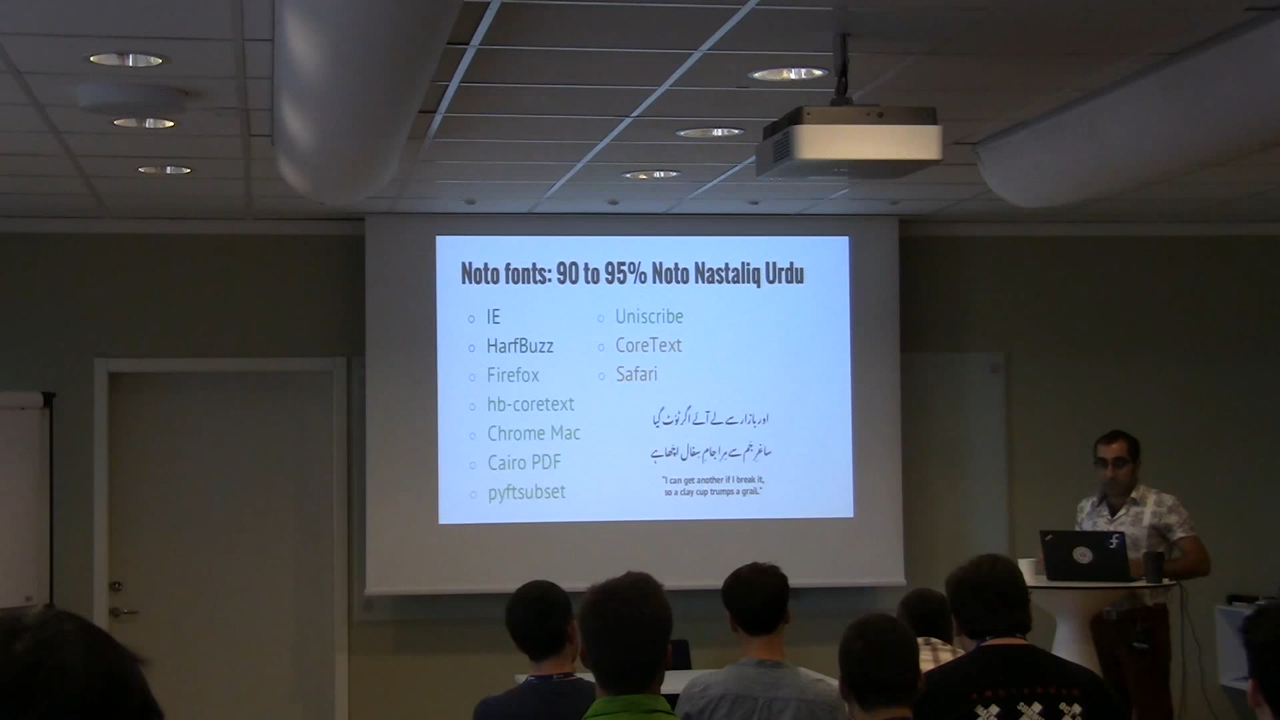 Noto fonts: 90 to 95% Noto Nastaliq Urdu
IE
HarfBuzz
Firefox
hb-coretext
Chrome Mac
Cairo PDF
pyftsubset
Uniscribe
CoreText
Safari
اور بازار سے لے آئے اگر ٹوٹ گیا
ساغرِ جم سے مرا جامِ سفال اچھا ہے
"I can get another if I break it,
so a clay cup trumps a grail."